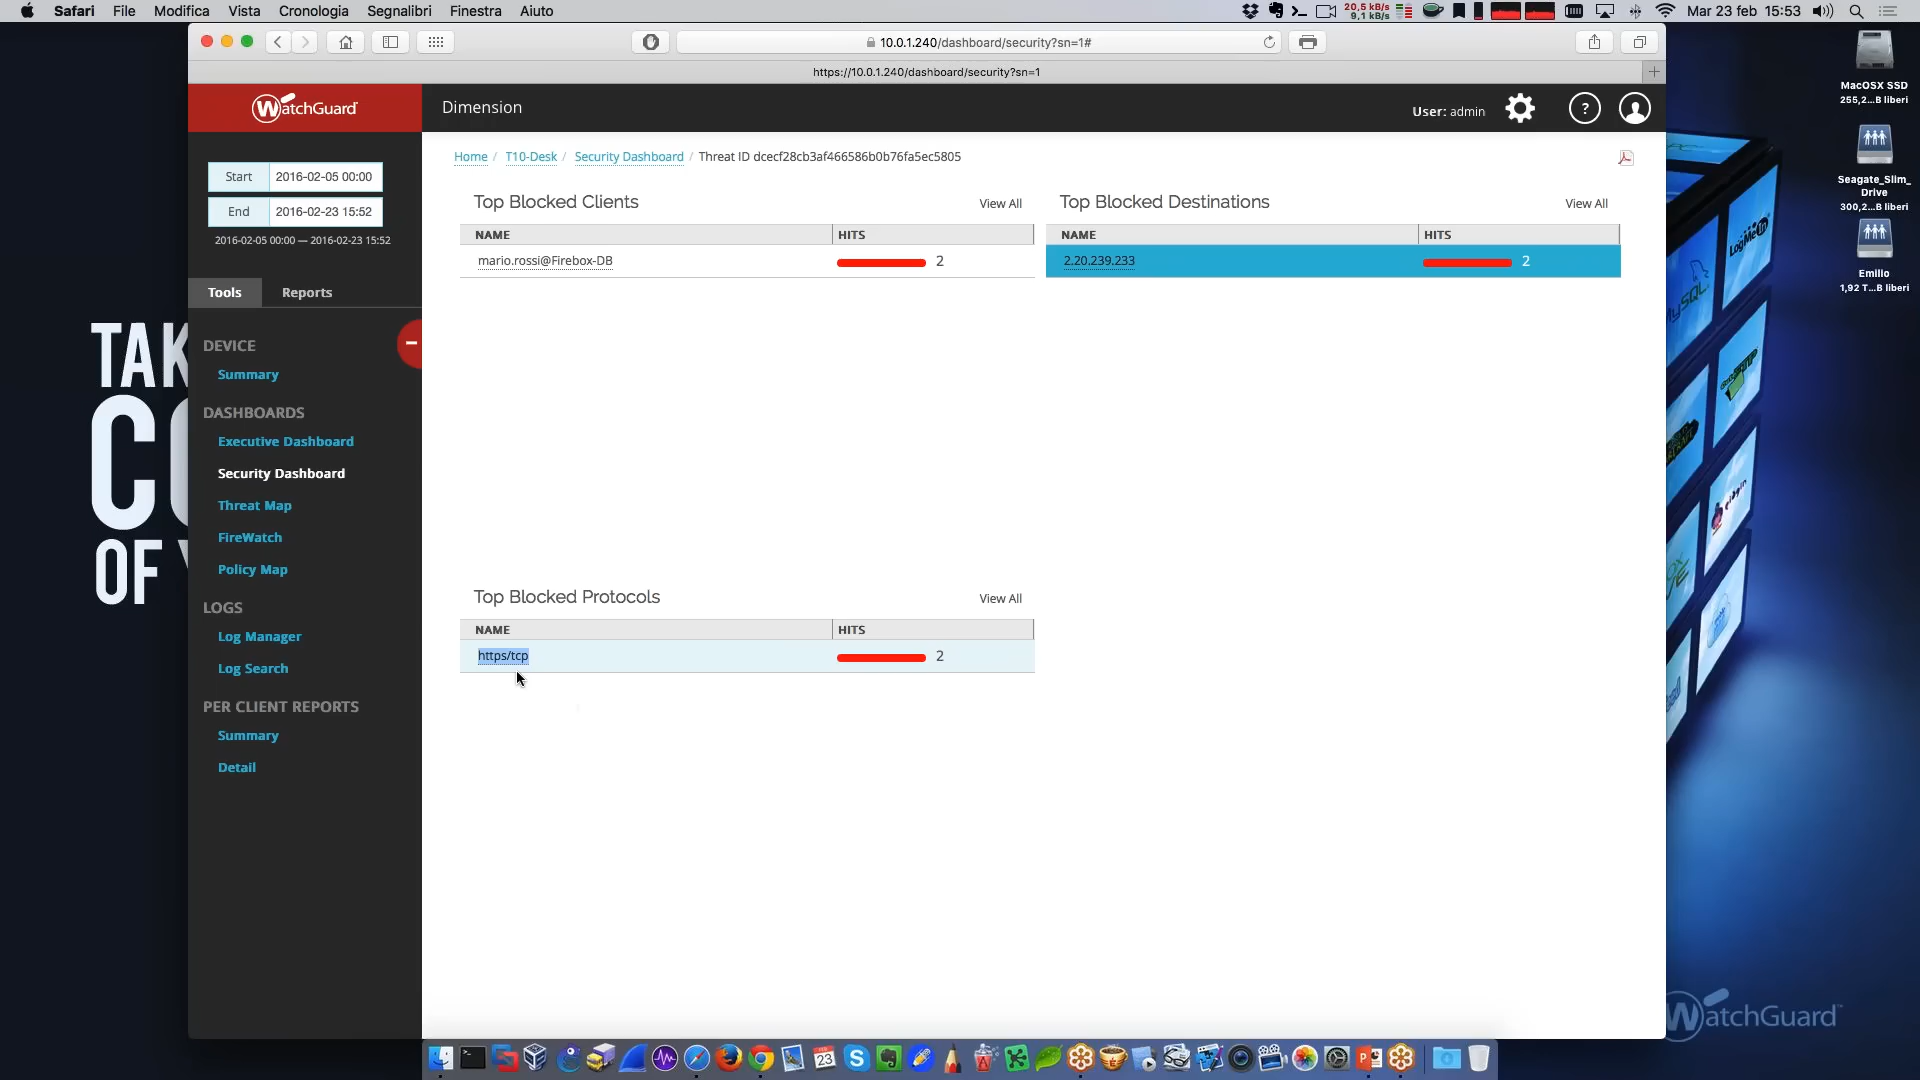 Safari File Modifica Vista Cronologia Segnalibri Finestra Aiuto
20,5 kB/s
9,1 kB/s
Mar 23 feb 15:53
10.0.1.240/dashboard/security?sn=1#
https://10.0.1.240/dashboard/security?sn=1
WatchGuard
Dimension
User: admin
?
Start 2016-02-05 00:00
End 2016-02-23 15:52
2016-02-05 00:00 — 2016-02-23 15:52
Tools Reports
DEVICE
Summary
DASHBOARDS
Executive Dashboard
Security Dashboard
Threat Map
FireWatch
Policy Map
LOGS
Log Manager
Log Search
PER CLIENT REPORTS
Summary
Detail
Home / T10-Desk / Security Dashboard / Threat ID dcecf28cb3af466586b0b76fa5ec5805
Top Blocked Clients View All
NAME HITS
mario.rossi@Firebox-DB 2
Top Blocked Destinations View All
NAME HITS
2.20.239.233 2
Top Blocked Protocols View All
NAME HITS
https/tcp 2
MacOSX SSD
255,2...B liberi
Seagate_Slim_
Drive
300,2...B liberi
Emilio
1,92 T...B liberi
TAK
CO
OF
LogMeIn
MySQL
WatchGuard
23